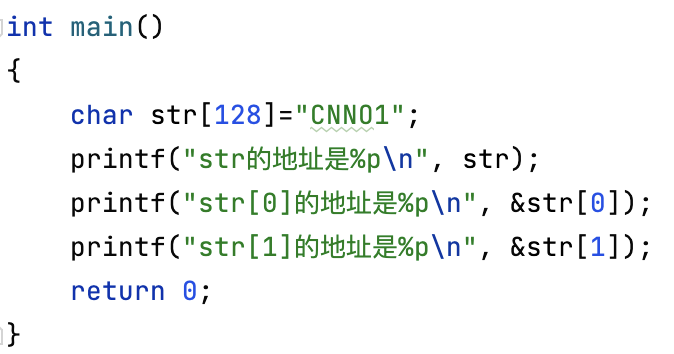 int main()
{
    char str[128]="CNNO1";
    printf("str的地址是%p\n", str);
    printf("str[0]的地址是%p\n", &str[0]);
    printf("str[1]的地址是%p\n", &str[1]);
    return 0;
}